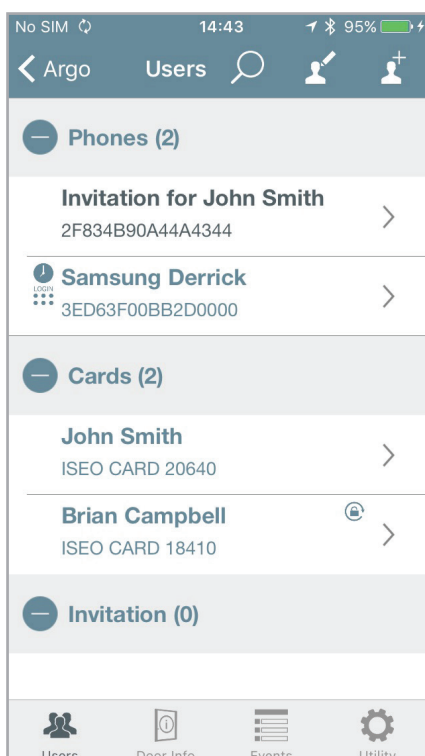 No SIM 14:43 95%
Argo Users
Phones (2)
Invitation for John Smith
2F834B90A44A4344
LOGIN
Samsung Derrick
3ED63F00BB2D0000
Cards (2)
John Smith
ISEO CARD 20640
Brian Campbell
ISEO CARD 18410
Invitation (0)
Users Door Info Events Utility